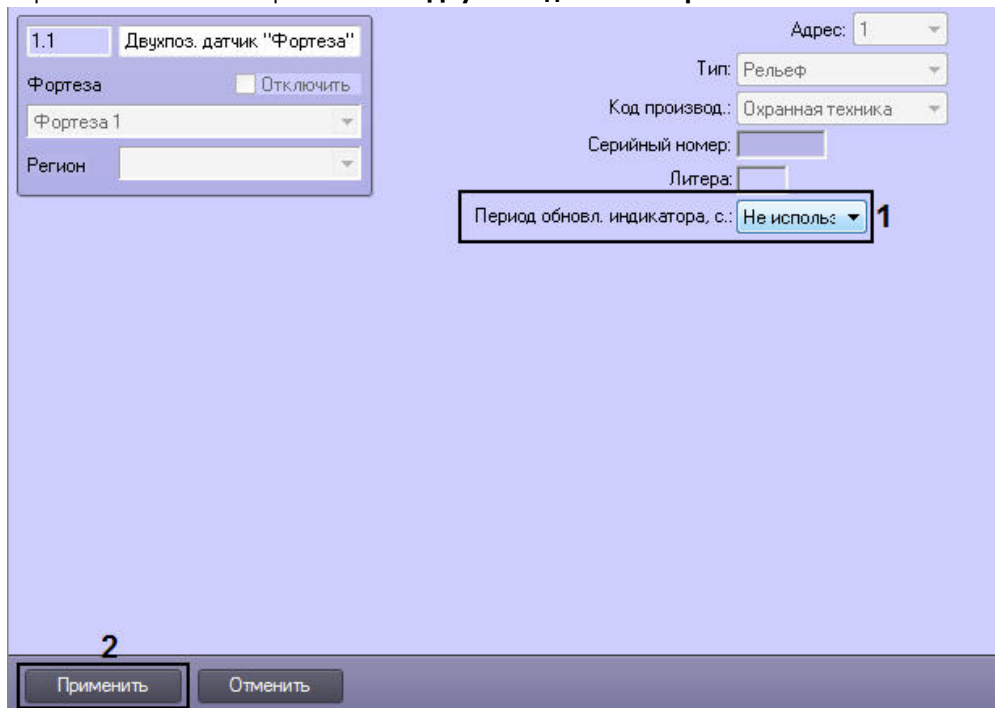 1.1 Двухпоз. датчик "Фортеза"
Фортеза Отключить
Фортеза 1
Регион
Адрес: 1
Тип: Рельеф
Код производ.: Охранная техника
Серийный номер:
Литера:
Период обновл. индикатора, с.: Не использ 1
2
Применить Отменить